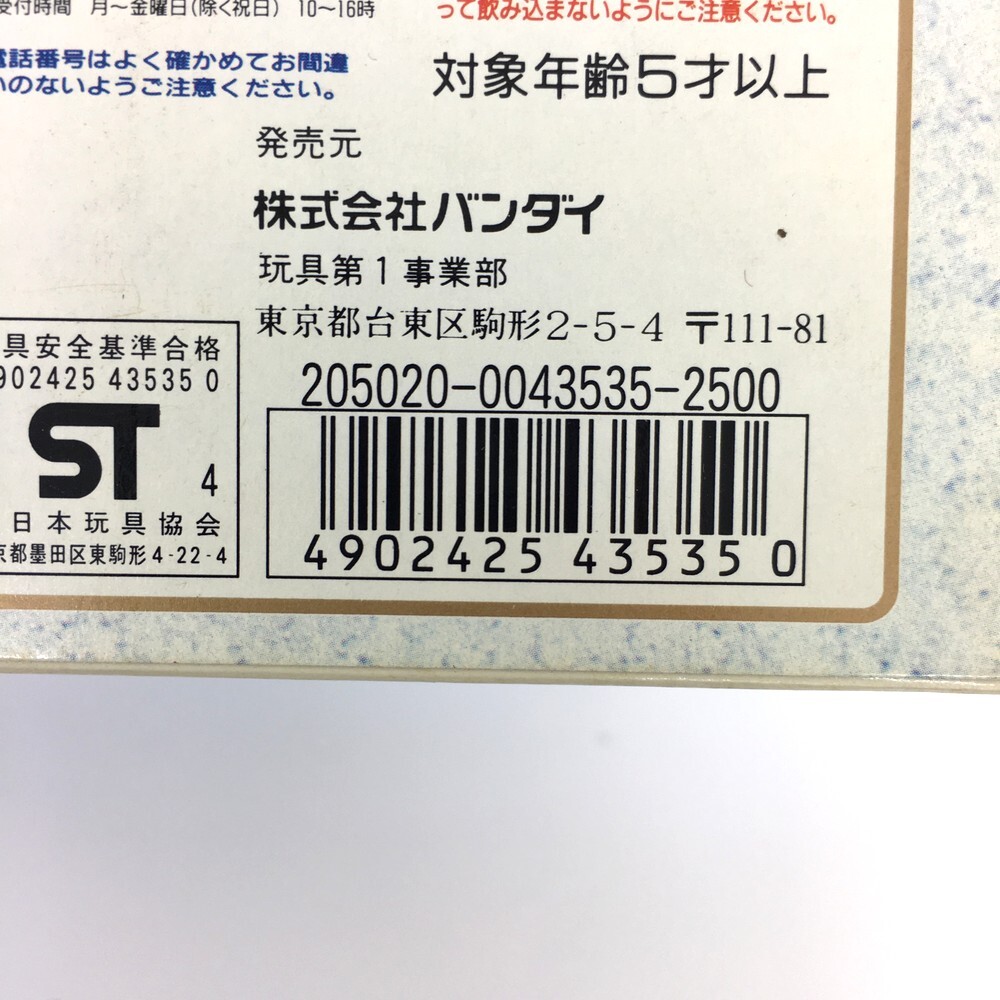 受付時間 月～金曜日(除く祝日) 10～16時
って飲み込まないようにご注意ください。
電話番号はよく確かめてお間違
いのないようご注意ください。
対象年齢5才以上
発売元
株式会社バンダイ
玩具第1事業部
東京都台東区駒形2-5-4 〒111-81
205020-0043535-2500
4902425 435350
具安全基準合格
902425 435350
ST
4
日本玩具協会
京都墨田区東駒形4-22-4